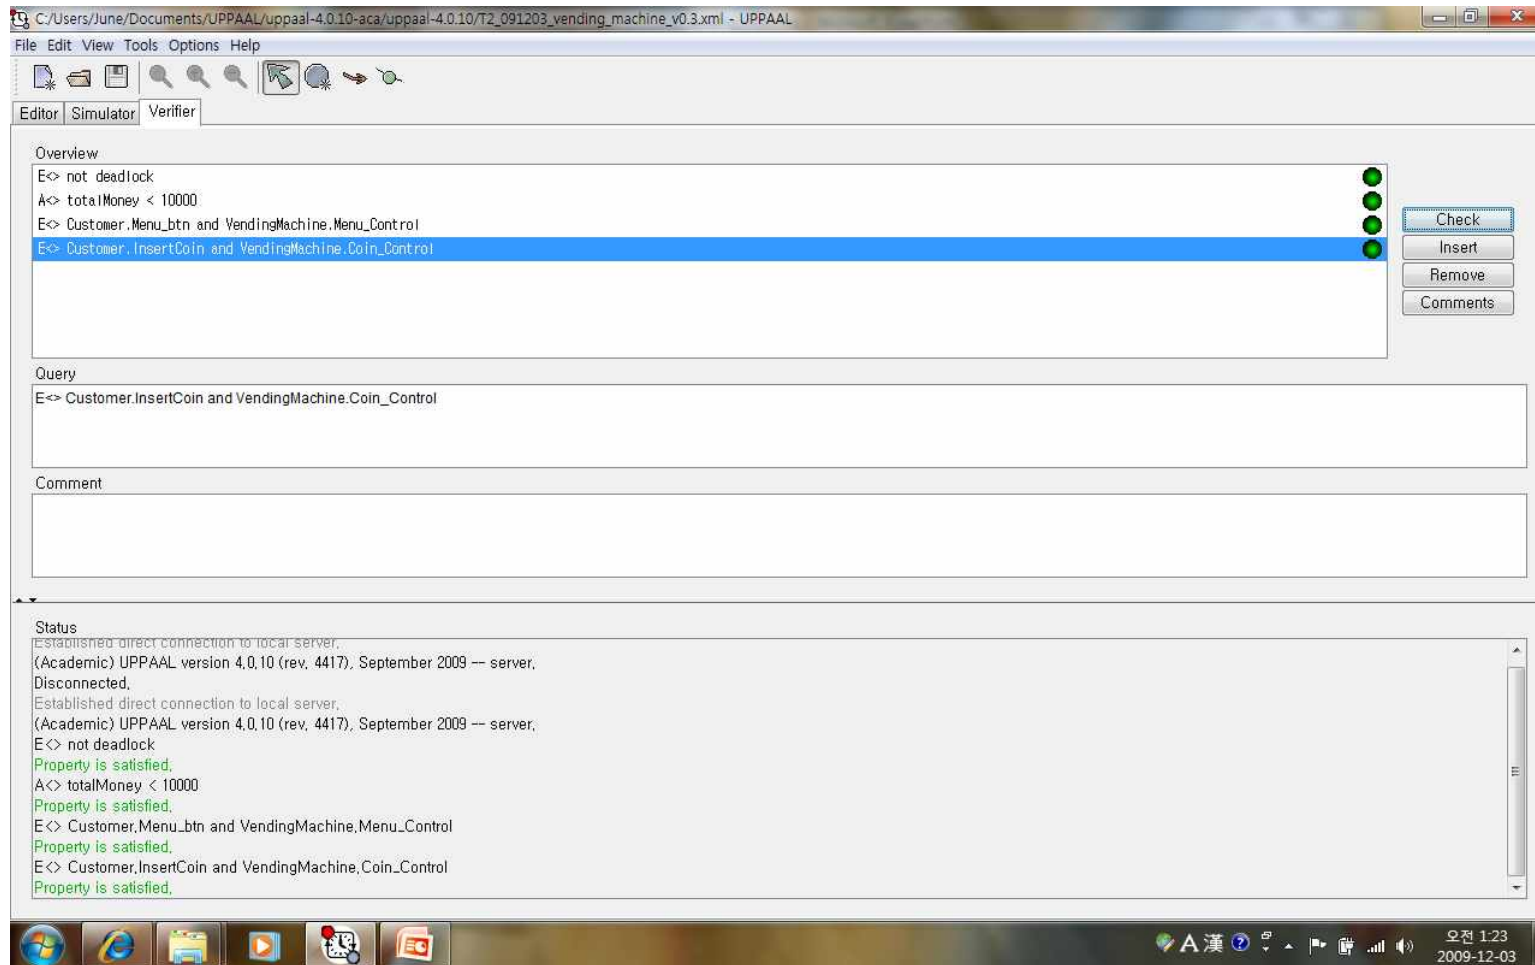 C:/Users/June/Documents/UPPAAL/uppaal-4.0.10-aca/uppaal-4.0.10/T2_091203_vending_machine_v0.3.xml - UPPAAL
File Edit View Tools Options Help
Editor Simulator Verifier
Overview
E<> not deadlock
A<> totalMoney < 10000
E<> Customer.Menu_btn and VendingMachine.Menu_Control
E<> Customer.InsertCoin and VendingMachine.Coin_Control
Check
Insert
Remove
Comments
Query
E<> Customer.InsertCoin and VendingMachine.Coin_Control
Comment
Status
Established direct connection to local server.
(Academic) UPPAAL version 4.0.10 (rev. 4417), September 2009 -- server.
Disconnected.
Established direct connection to local server.
(Academic) UPPAAL version 4.0.10 (rev. 4417), September 2009 -- server.
E<> not deadlock
Property is satisfied.
A<> totalMoney < 10000
Property is satisfied.
E<> Customer.Menu_btn and VendingMachine.Menu_Control
Property is satisfied.
E<> Customer.InsertCoin and VendingMachine.Coin_Control
Property is satisfied.
A 漢
오전 1:23
2009-12-03